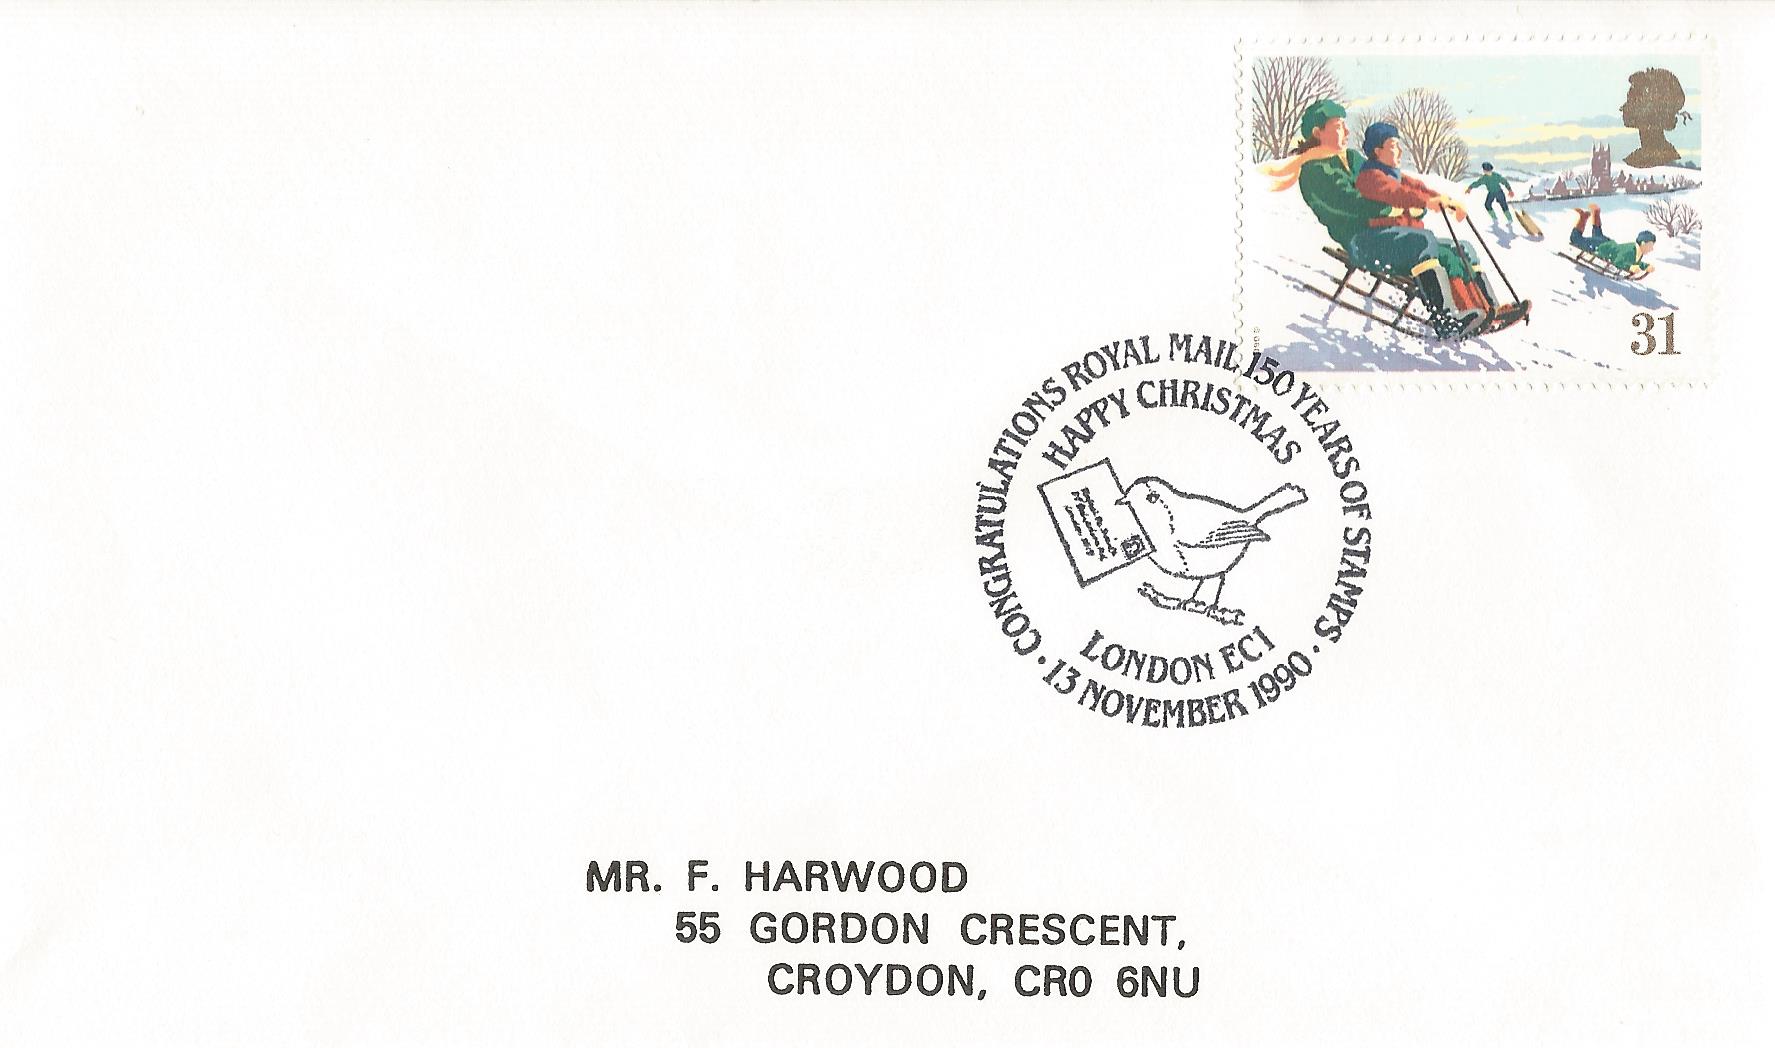 31
CONGRATULATIONS ROYAL MAIL 150 YEARS OF STAMPS
HAPPY CHRISTMAS
LONDON EC1
· 13 NOVEMBER 1990 ·
MR. F. HARWOOD
55 GORDON CRESCENT,
CROYDON, CR0 6NU